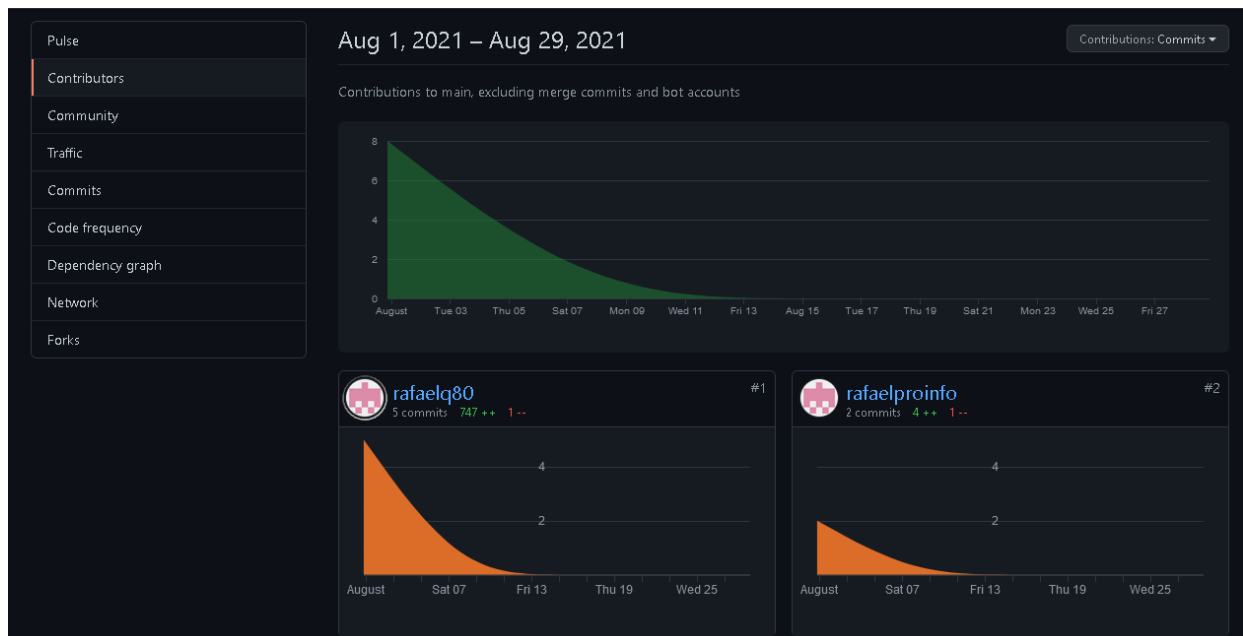 Pulse
Contributors
Community
Traffic
Commits
Code frequency
Dependency graph
Network
Forks
Aug 1, 2021 – Aug 29, 2021
Contributions: Commits
Contributions to main, excluding merge commits and bot accounts
8
6
4
2
0
August Tue 03 Thu 05 Sat 07 Mon 09 Wed 11 Fri 13 Aug 15 Tue 17 Thu 19 Sat 21 Mon 23 Wed 25 Fri 27
rafaelq80 #1
5 commits 747 ++ 1 --
4
2
August Sat 07 Fri 13 Thu 19 Wed 25
rafaelproinfo #2
2 commits 4 ++ 1 --
4
2
August Sat 07 Fri 13 Thu 19 Wed 25